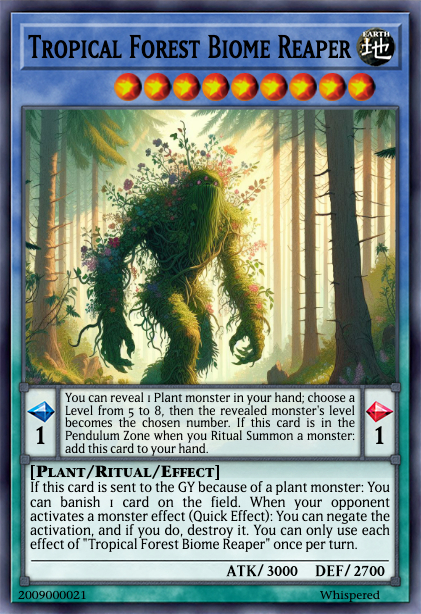 TROPICAL FOREST BIOME REAPER
EARTH
地
You can reveal 1 Plant monster in your hand; choose a
Level from 5 to 8, then the revealed monster's level
becomes the chosen number. If this card is in the
Pendulum Zone when you Ritual Summon a monster:
add this card to your hand.
1
1
[PLANT/RITUAL/EFFECT]
If this card is sent to the GY because of a plant monster: You
can banish 1 card on the field. When your opponent
activates a monster effect (Quick Effect): You can negate the
activation, and if you do, destroy it. You can only use each
effect of "Tropical Forest Biome Reaper" once per turn.
ATK/ 3000 DEF/ 2700
2009000021 Whispered